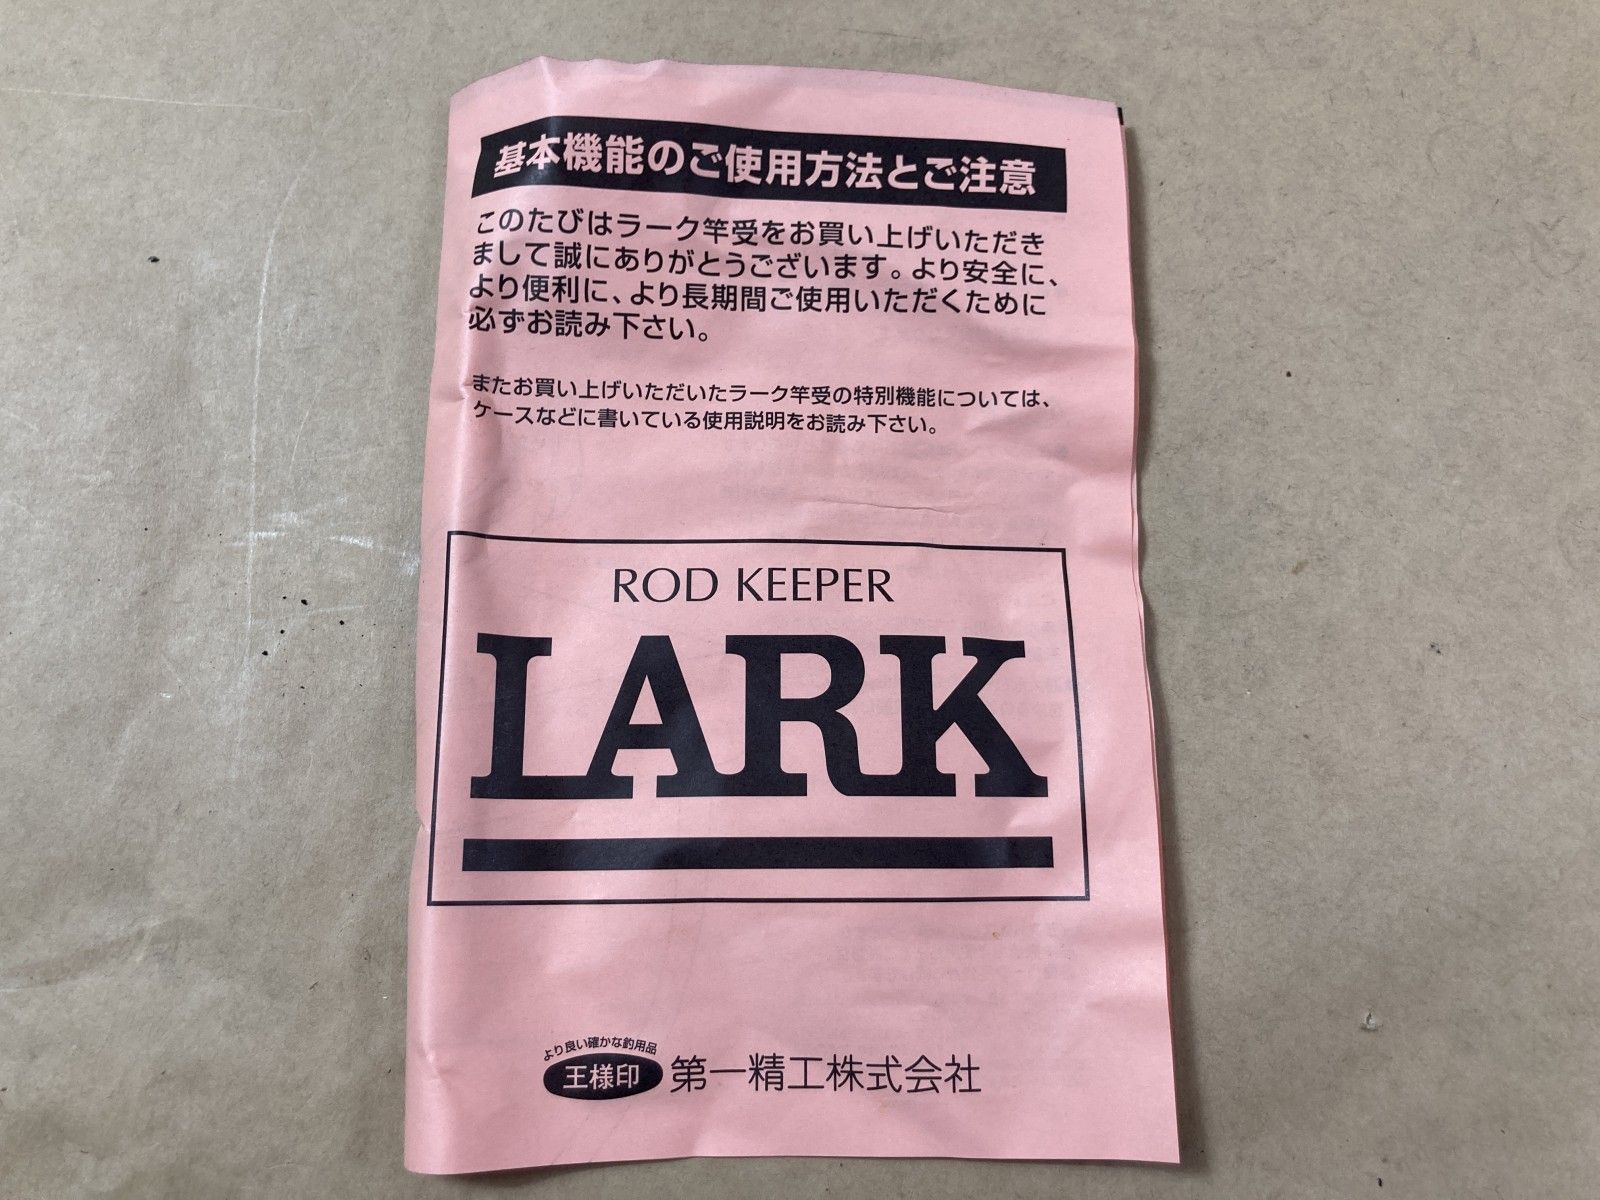 基本機能のご使用方法とご注意
このたびはラーク竿受をお買い上げいただき
まして誠にありがとうございます。より安全に、
より便利に、より長期間ご使用いただくために
必ずお読み下さい。
またお買い上げいただいたラーク竿受の特別機能については、
ケースなどに書いている使用説明をお読み下さい。
ROD KEEPER
LARK
より良い確かな釣用品
王様印 第一精工株式会社